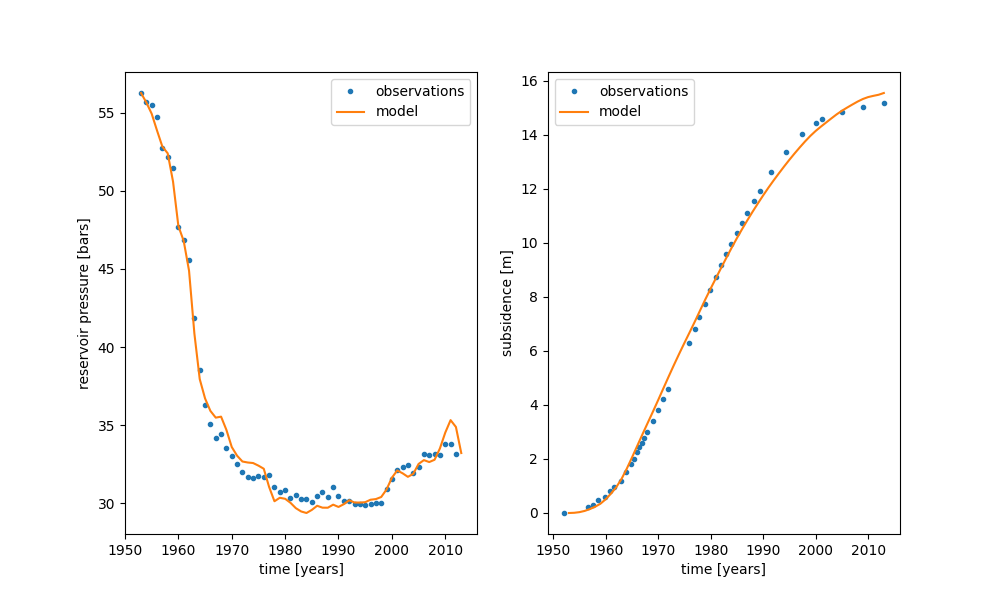 observations
model
55
50
45
40
35
30
reservoir pressure [bars]
1950 1960 1970 1980 1990 2000 2010
time [years]
observations
model
16
14
12
10
8
6
4
2
0
subsidence [m]
1950 1960 1970 1980 1990 2000 2010
time [years]